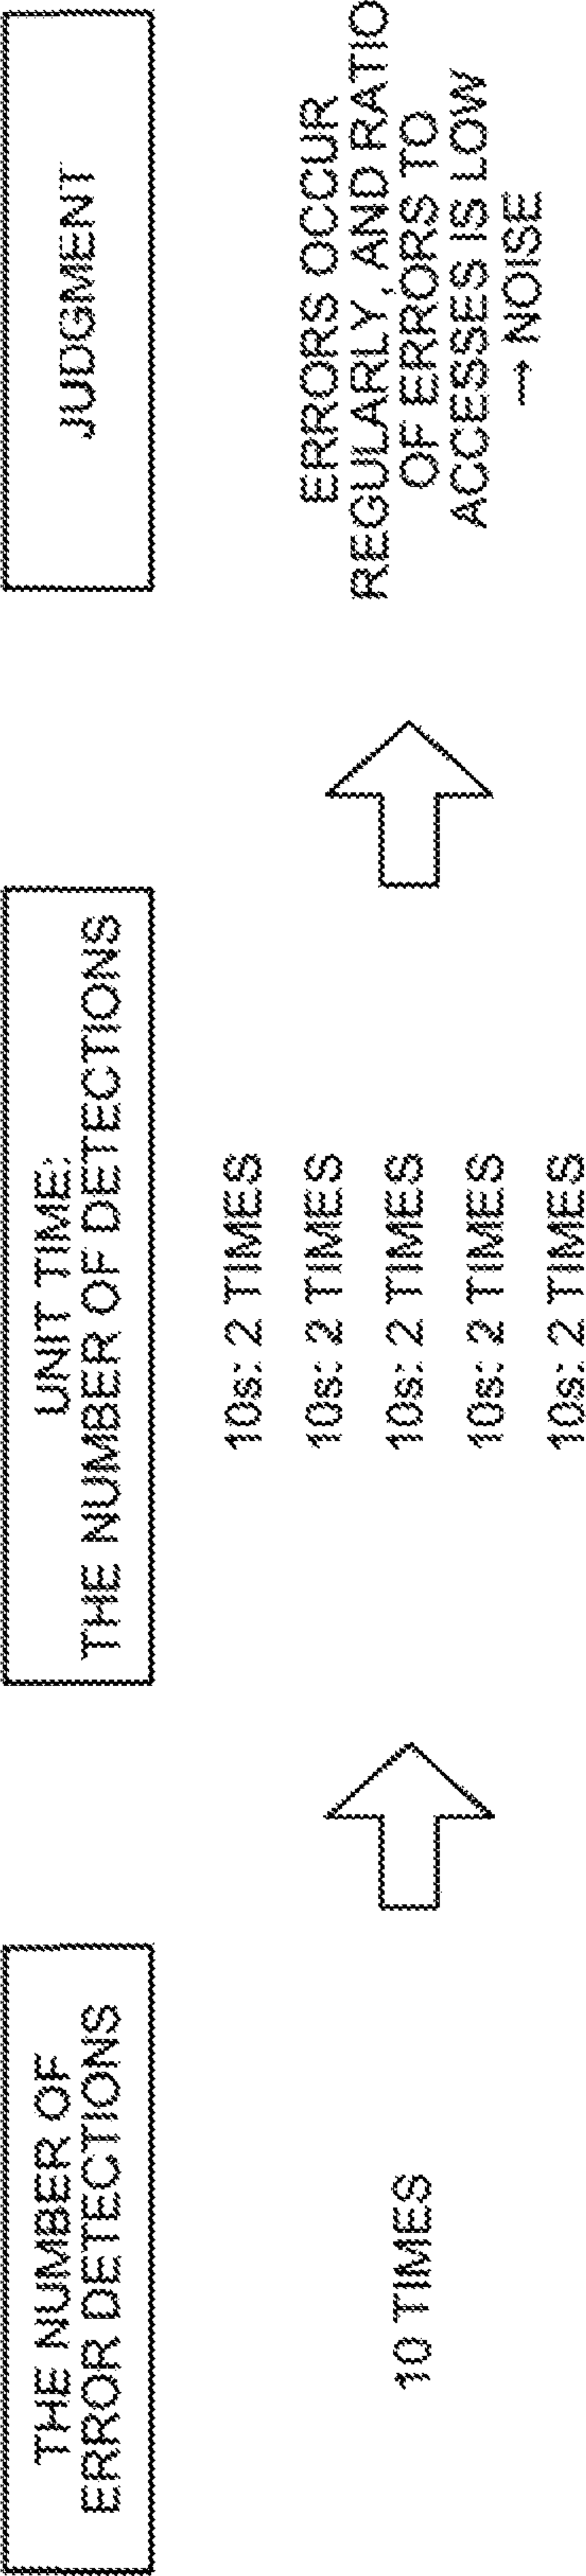 THE NUMBER OF
ERROR DETECTIONS
10 TIMES
UNIT TIME:
THE NUMBER OF DETECTIONS
10s: 2 TIMES
10s: 2 TIMES
10s: 2 TIMES
10s: 2 TIMES
10s: 2 TIMES
JUDGMENT
ERRORS OCCUR
REGULARLY, AND RATIO
OF ERRORS TO
ACCESSES IS LOW
→ NOISE